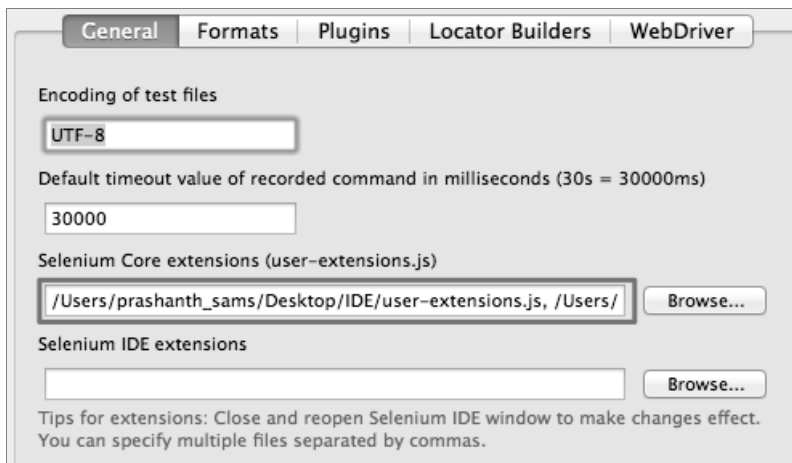 General Formats Plugins Locator Builders WebDriver
Encoding of test files
UTF-8
Default timeout value of recorded command in milliseconds (30s = 30000ms)
30000
Selenium Core extensions (user-extensions.js)
/Users/prashanth_sams/Desktop/IDE/user-extensions.js, /Users/ Browse...
Selenium IDE extensions
Browse...
Tips for extensions: Close and reopen Selenium IDE window to make changes effect.
You can specify multiple files separated by commas.